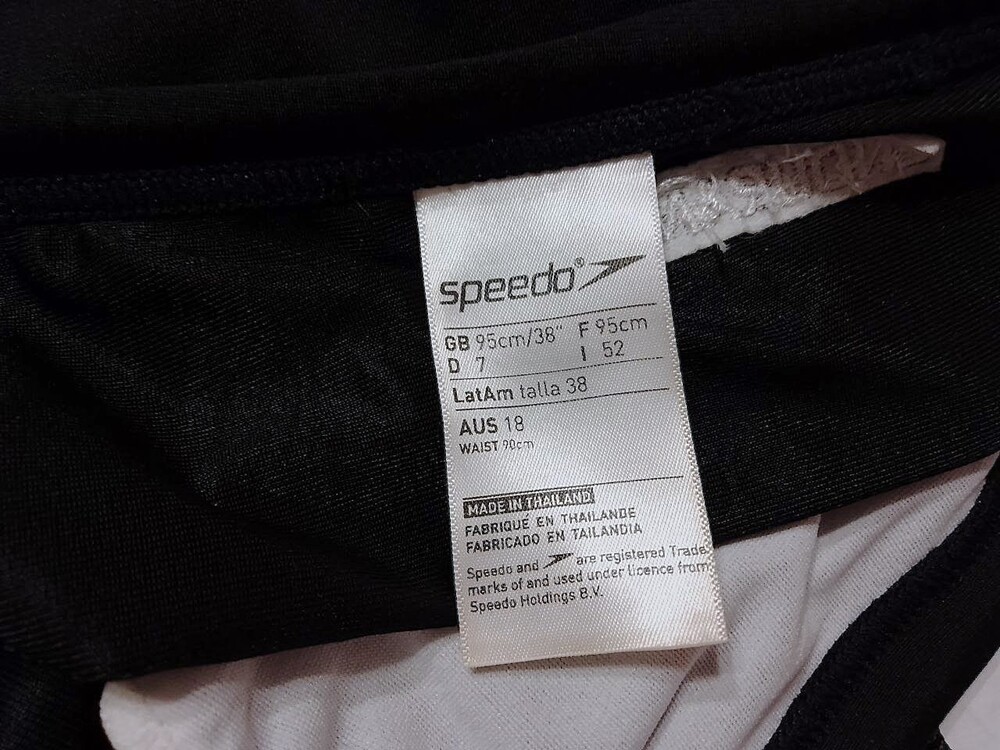 speedo®
GB 95cm/38" F 95cm
D 7 I 52
LatAm talla 38
AUS 18
WAIST 90cm
MADE IN THAILAND
FABRIQUÉ EN THAILANDE
FABRICADO EN TAILANDIA
Speedo and are registered Trade
marks of and used under licence from
Speedo Holdings B.V.